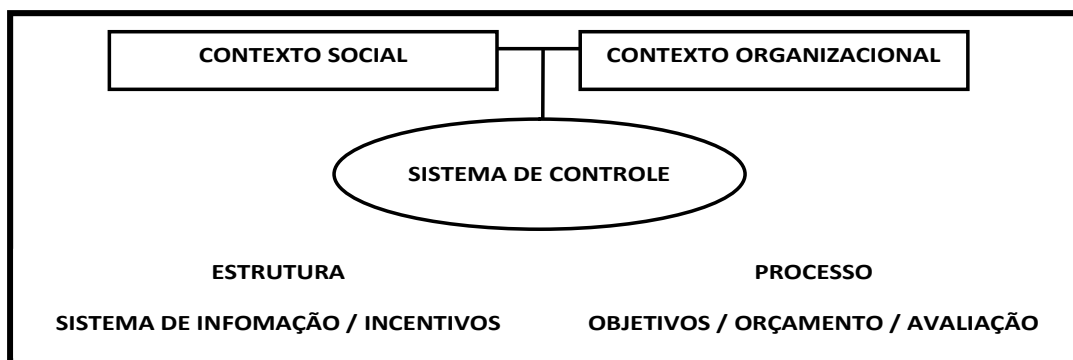 CONTEXTO SOCIAL
CONTEXTO ORGANIZACIONAL
SISTEMA DE CONTROLE
ESTRUTURA
PROCESSO
SISTEMA DE INFOMAÇÃO / INCENTIVOS
OBJETIVOS / ORÇAMENTO / AVALIAÇÃO